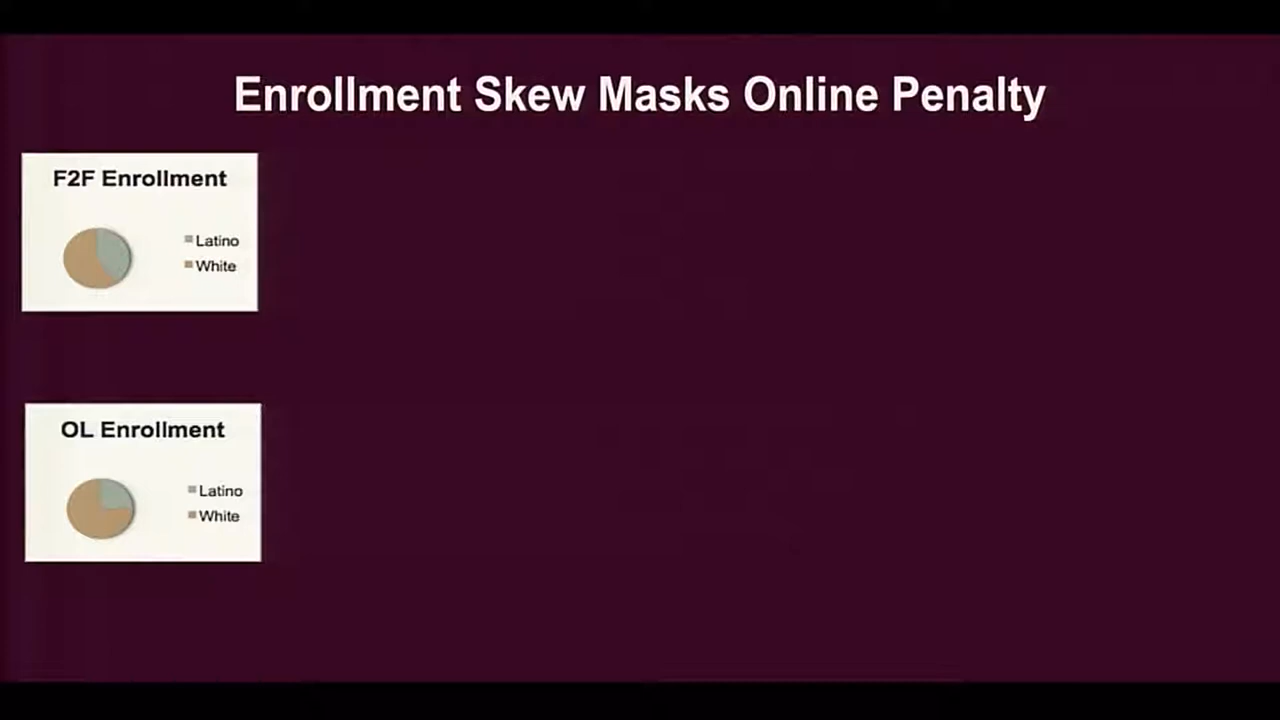 Enrollment Skew Masks Online Penalty
F2F Enrollment
Latino
White
OL Enrollment
Latino
White